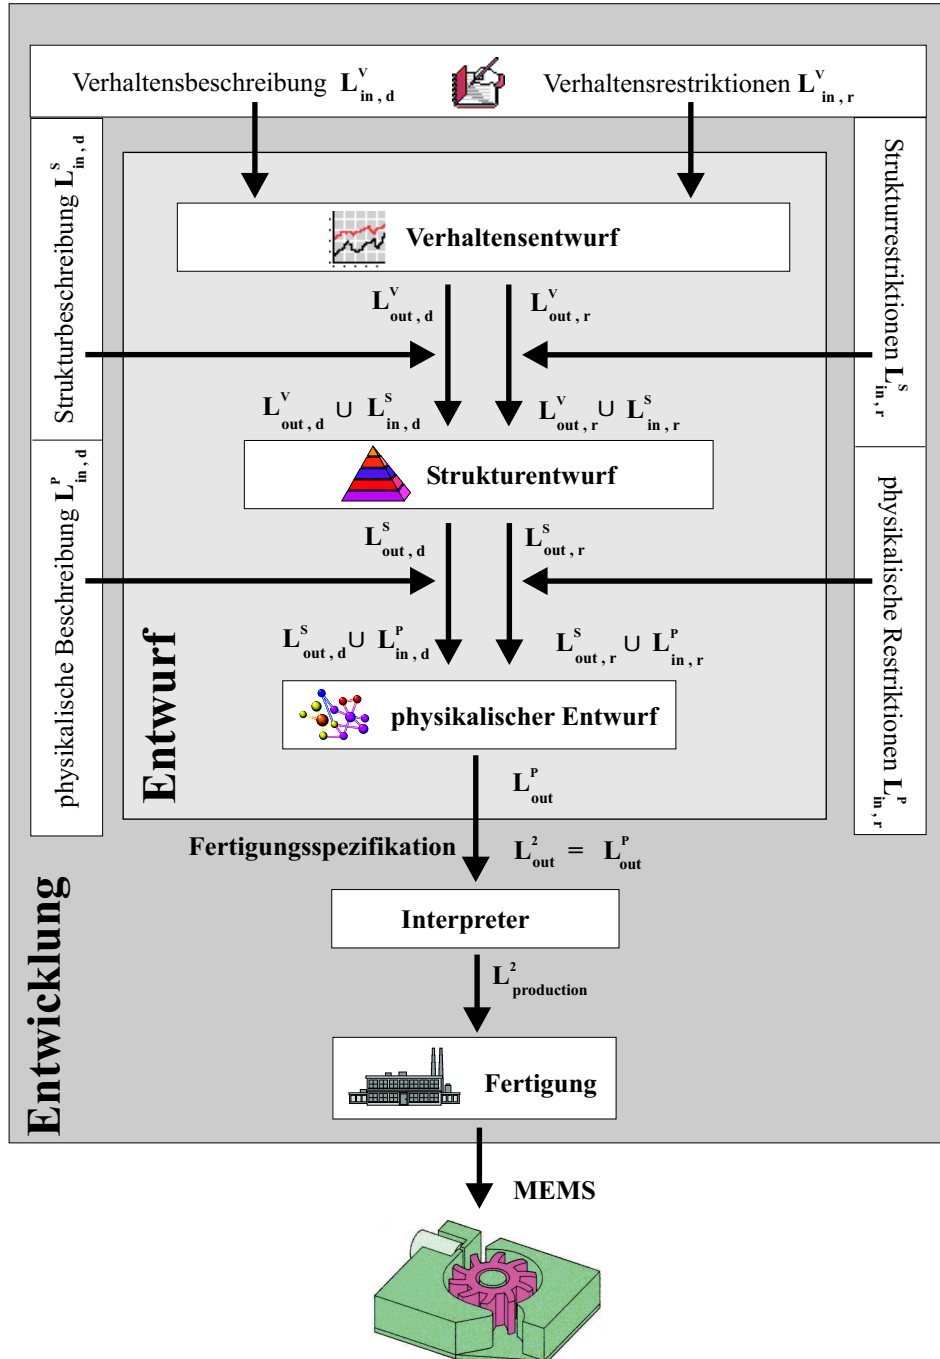 Verhaltensbeschreibung L^V_in,d
Verhaltensrestriktionen L^V_in,r
Strukturbeschreibung L^S_in,d
Strukturrestriktionen L^S_in,r
Verhaltensentwurf
L^V_out,d
L^V_out,r
L^V_out,d ∪ L^S_in,d
L^V_out,r ∪ L^S_in,r
Strukturentwurf
physikalische Beschreibung L^P_in,d
physikalische Restriktionen L^P_in,r
L^S_out,d
L^S_out,r
L^S_out,d ∪ L^P_in,d
L^S_out,r ∪ L^P_in,r
physikalischer Entwurf
Entwurf
L^P_out
Fertigungsspezifikation
L^2_out = L^P_out
Interpreter
L^2_production
Fertigung
Entwicklung
MEMS